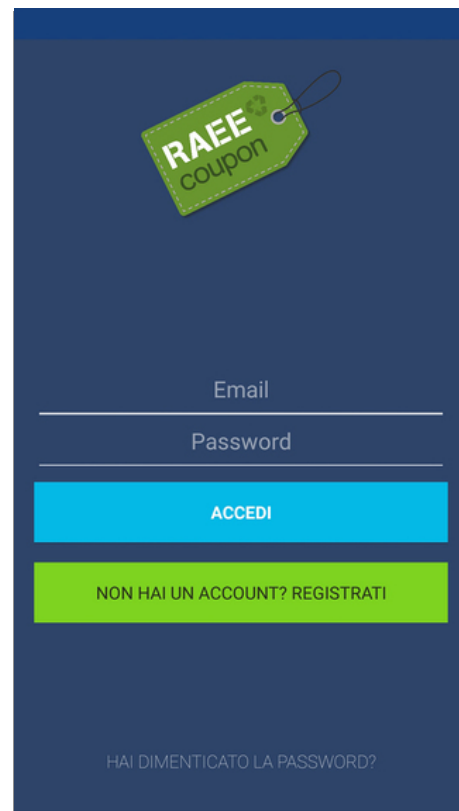 RAEE
coupon
Email
Password
ACCEDI
NON HAI UN ACCOUNT? REGISTRATI
HAI DIMENTICATO LA PASSWORD?